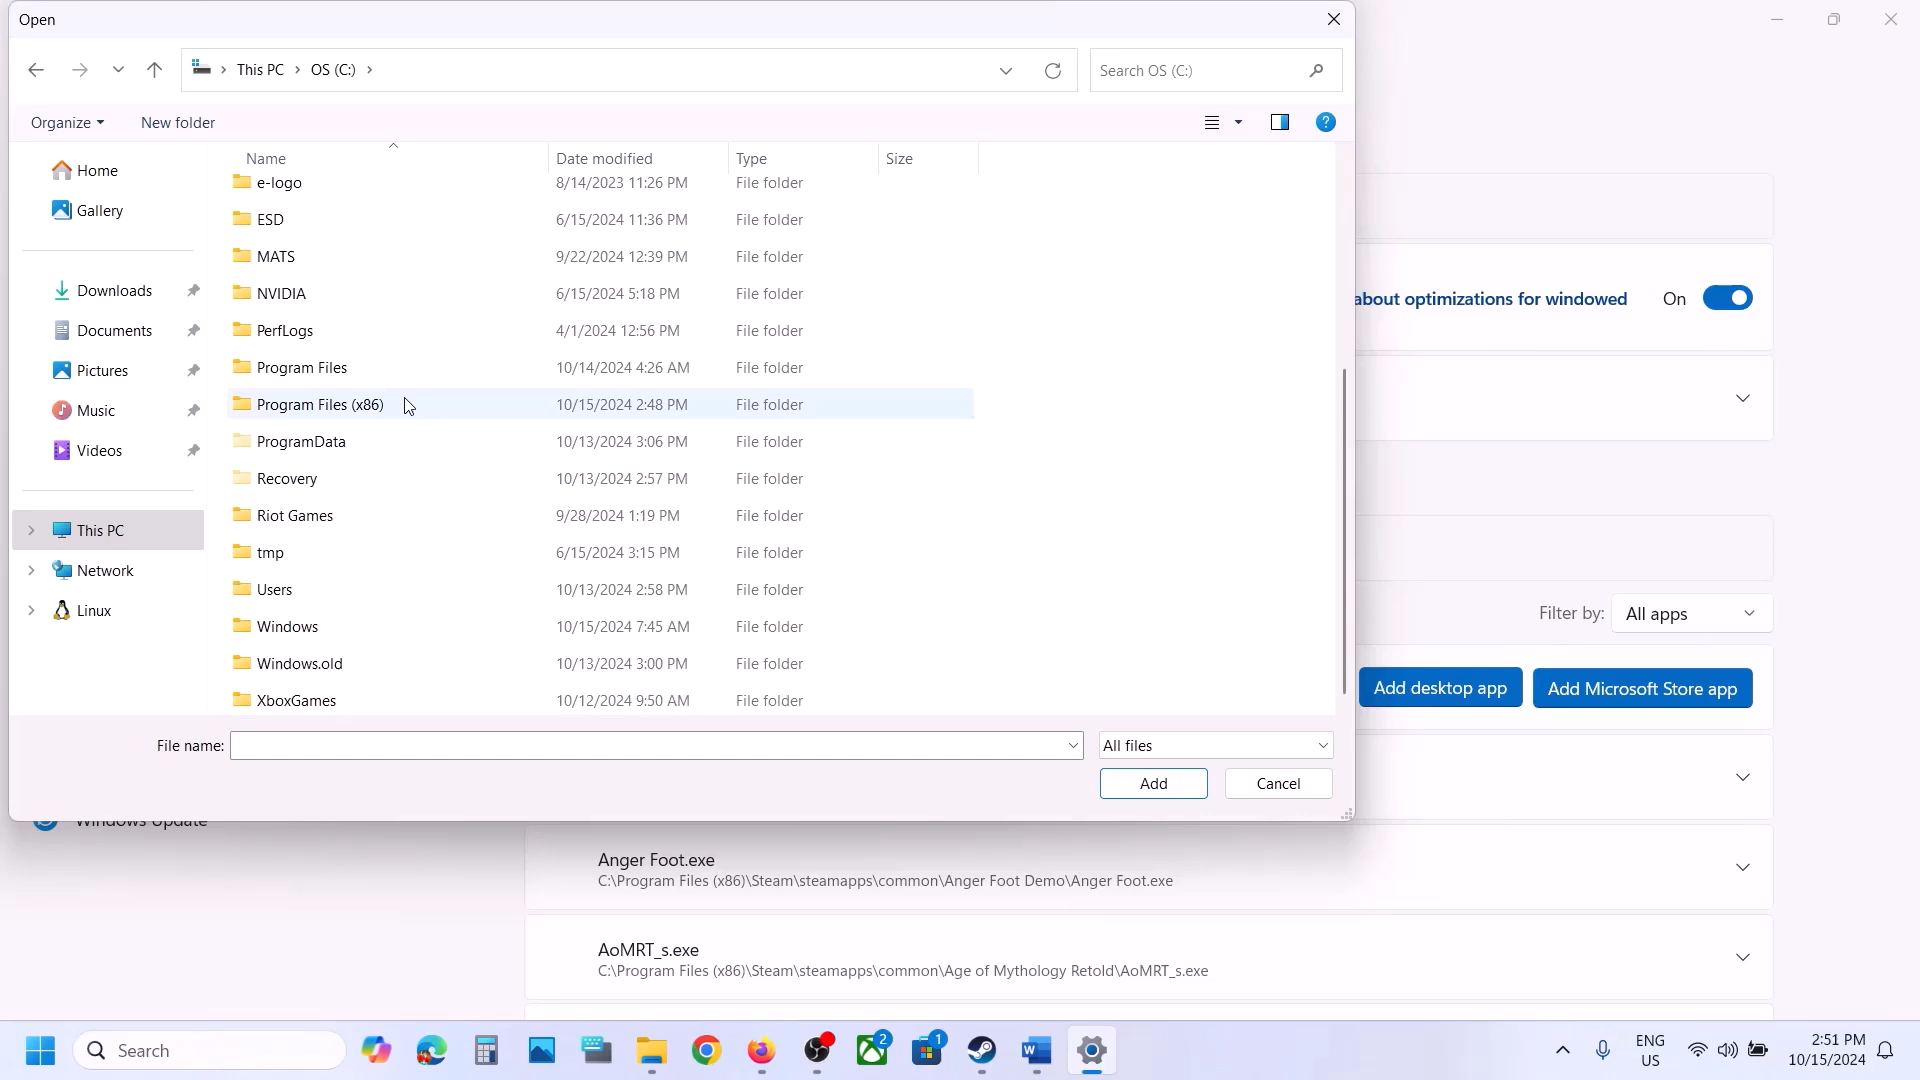 Open
This PC > OS (C:) >
Search OS (C:)
Organize
New folder
Name Date modified Type Size
e-logo 8/14/2023 11:26 PM File folder
ESD 6/15/2024 11:36 PM File folder
MATS 9/22/2024 12:39 PM File folder
NVIDIA 6/15/2024 5:18 PM File folder
PerfLogs 4/1/2024 12:56 PM File folder
Program Files 10/14/2024 4:26 AM File folder
Program Files (x86) 10/15/2024 2:48 PM File folder
ProgramData 10/13/2024 3:06 PM File folder
Recovery 10/13/2024 2:57 PM File folder
Riot Games 9/28/2024 1:19 PM File folder
tmp 6/15/2024 3:15 PM File folder
Users 10/13/2024 2:58 PM File folder
Windows 10/15/2024 7:45 AM File folder
Windows.old 10/13/2024 3:00 PM File folder
XboxGames 10/12/2024 9:50 AM File folder
Home
Gallery
Downloads
Documents
Pictures
Music
Videos
This PC
Network
Linux
File name:
All files
Add
Cancel
about optimizations for windowed
On
Filter by:
All apps
Add desktop app
Add Microsoft Store app
Windows Update
Anger Foot.exe
C:\Program Files (x86)\Steam\steamapps\common\Anger Foot Demo\Anger Foot.exe
AoMRT_s.exe
C:\Program Files (x86)\Steam\steamapps\common\Age of Mythology Retold\AoMRT_s.exe
Search
2
1
ENG
US
2:51 PM
10/15/2024